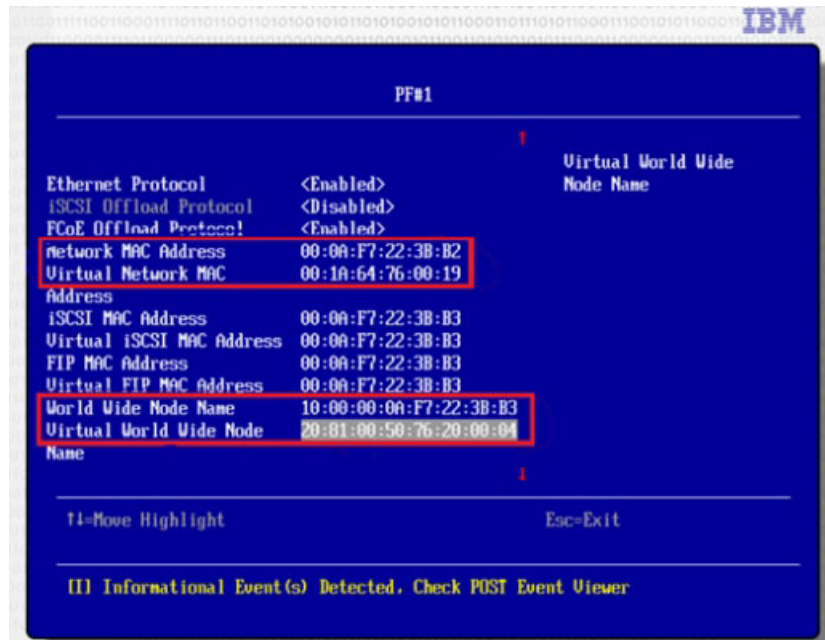 IBM
PF#1
↑
Virtual World Wide
Node Name
Ethernet Protocol <Enabled>
iSCSI Offload Protocol <Disabled>
FCoE Offload Protocol <Enabled>
Network MAC Address 00:0A:F7:22:3B:B2
Virtual Network MAC 00:1A:64:76:00:19
Address
iSCSI MAC Address 00:0A:F7:22:3B:B3
Virtual iSCSI MAC Address 00:0A:F7:22:3B:B3
FIP MAC Address 00:0A:F7:22:3B:B3
Virtual FIP MAC Address 00:0A:F7:22:3B:B3
World Wide Node Name 10:00:00:0A:F7:22:3B:B3
Virtual World Wide Node 20:81:00:50:76:20:00:04
Name
↓
↑↓=Move Highlight Esc=Exit
[I] Informational Event(s) Detected, Check POST Event Viewer